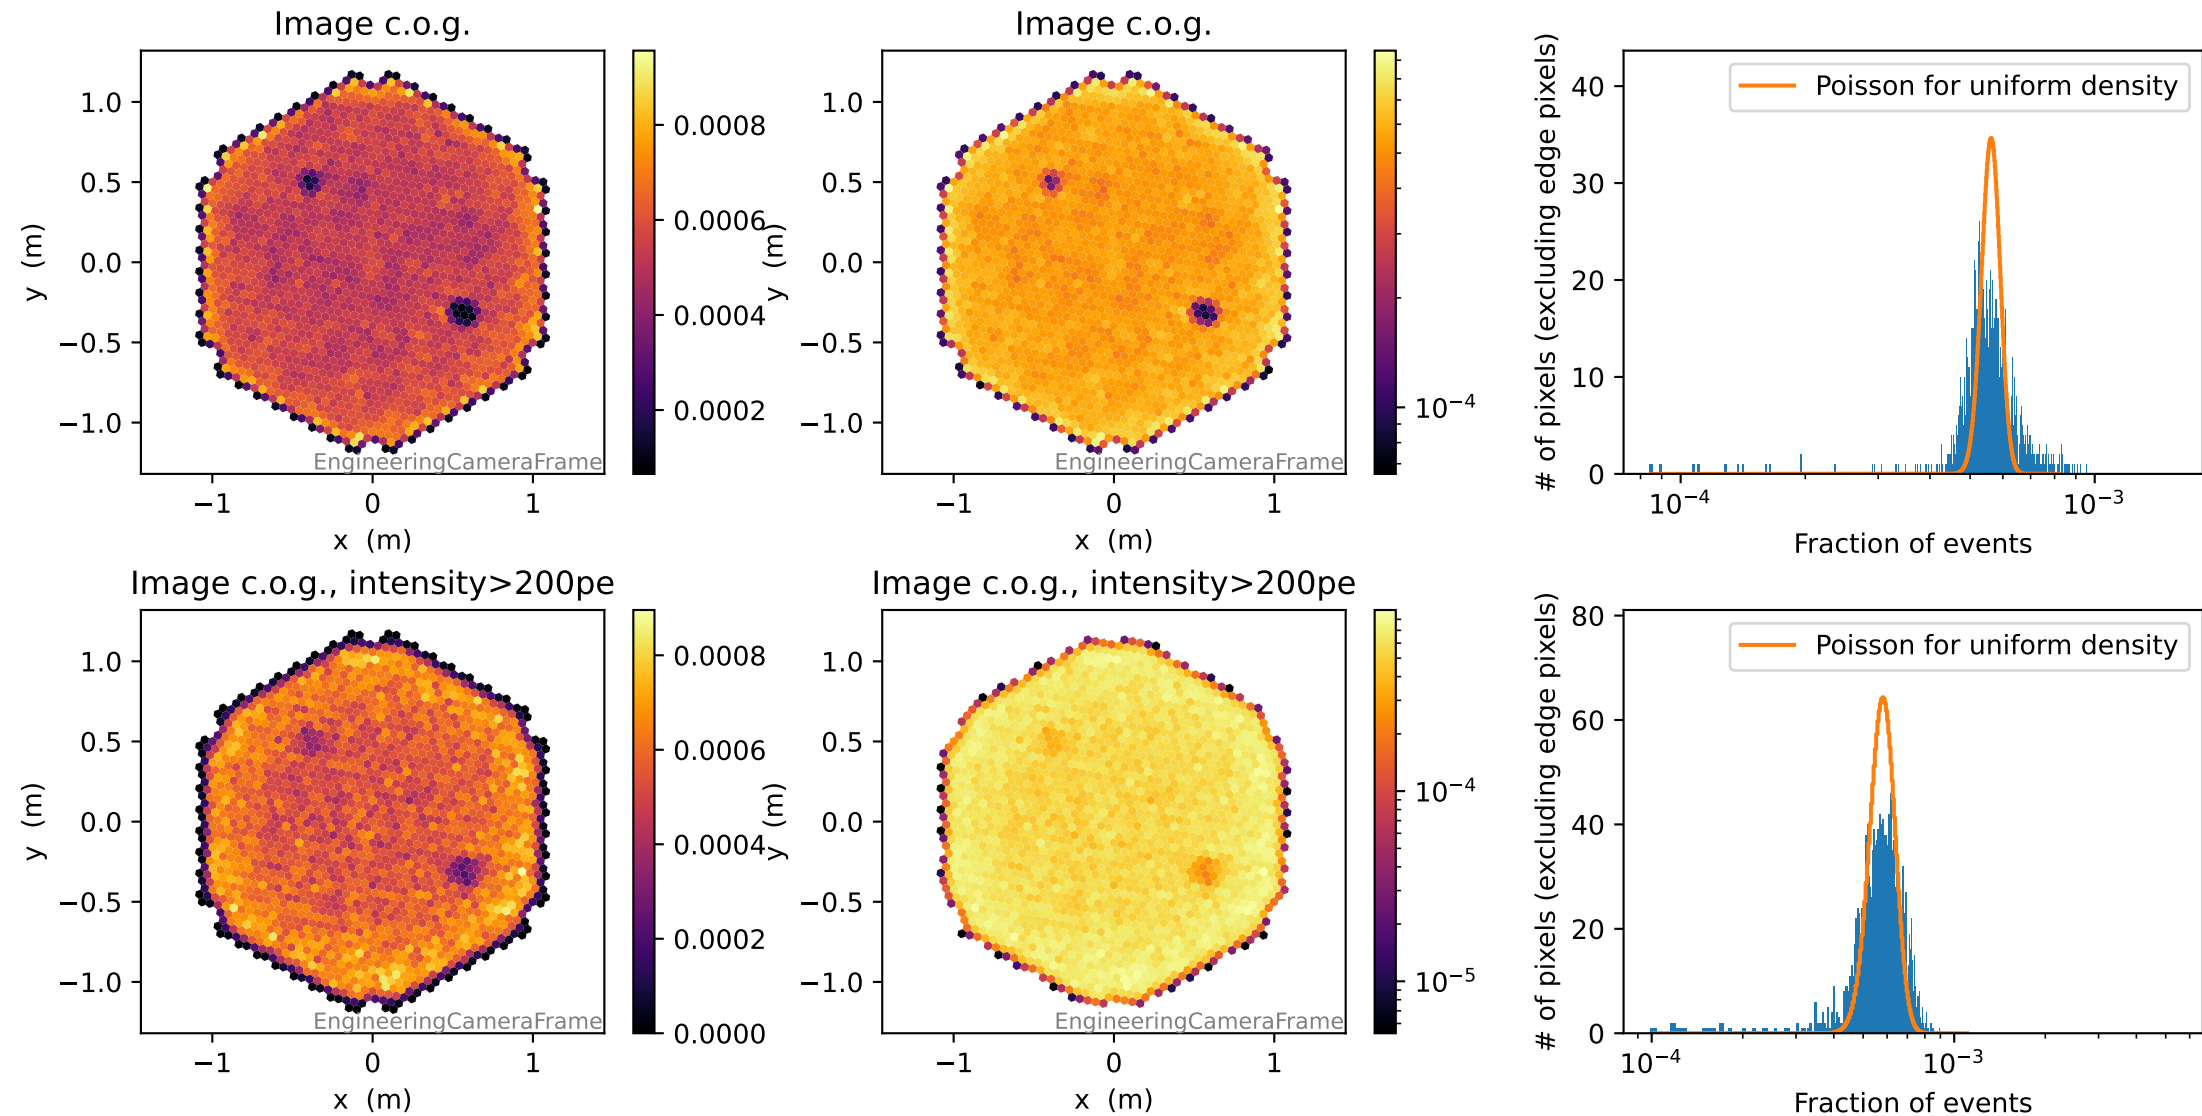 Image c.o.g.
1.0
0.5
0.0
−0.5
−1.0
y (m)
EngineeringCameraFrame
−1
0
1
x (m)
0.0008
0.0006
0.0004
0.0002
Image c.o.g.
1.0
0.5
0.0
−0.5
−1.0
y (m)
EngineeringCameraFrame
−1
0
1
x (m)
10⁻⁴
# of pixels (excluding edge pixels)
40
30
20
10
0
Poisson for uniform density
10⁻⁴
10⁻³
Fraction of events
Image c.o.g., intensity>200pe
1.0
0.5
0.0
−0.5
−1.0
y (m)
EngineeringCameraFrame
−1
0
1
x (m)
0.0008
0.0006
0.0004
0.0002
0.0000
Image c.o.g., intensity>200pe
1.0
0.5
0.0
−0.5
−1.0
y (m)
EngineeringCameraFrame
−1
0
1
x (m)
10⁻⁴
10⁻⁵
# of pixels (excluding edge pixels)
80
60
40
20
0
Poisson for uniform density
10⁻⁴
10⁻³
Fraction of events